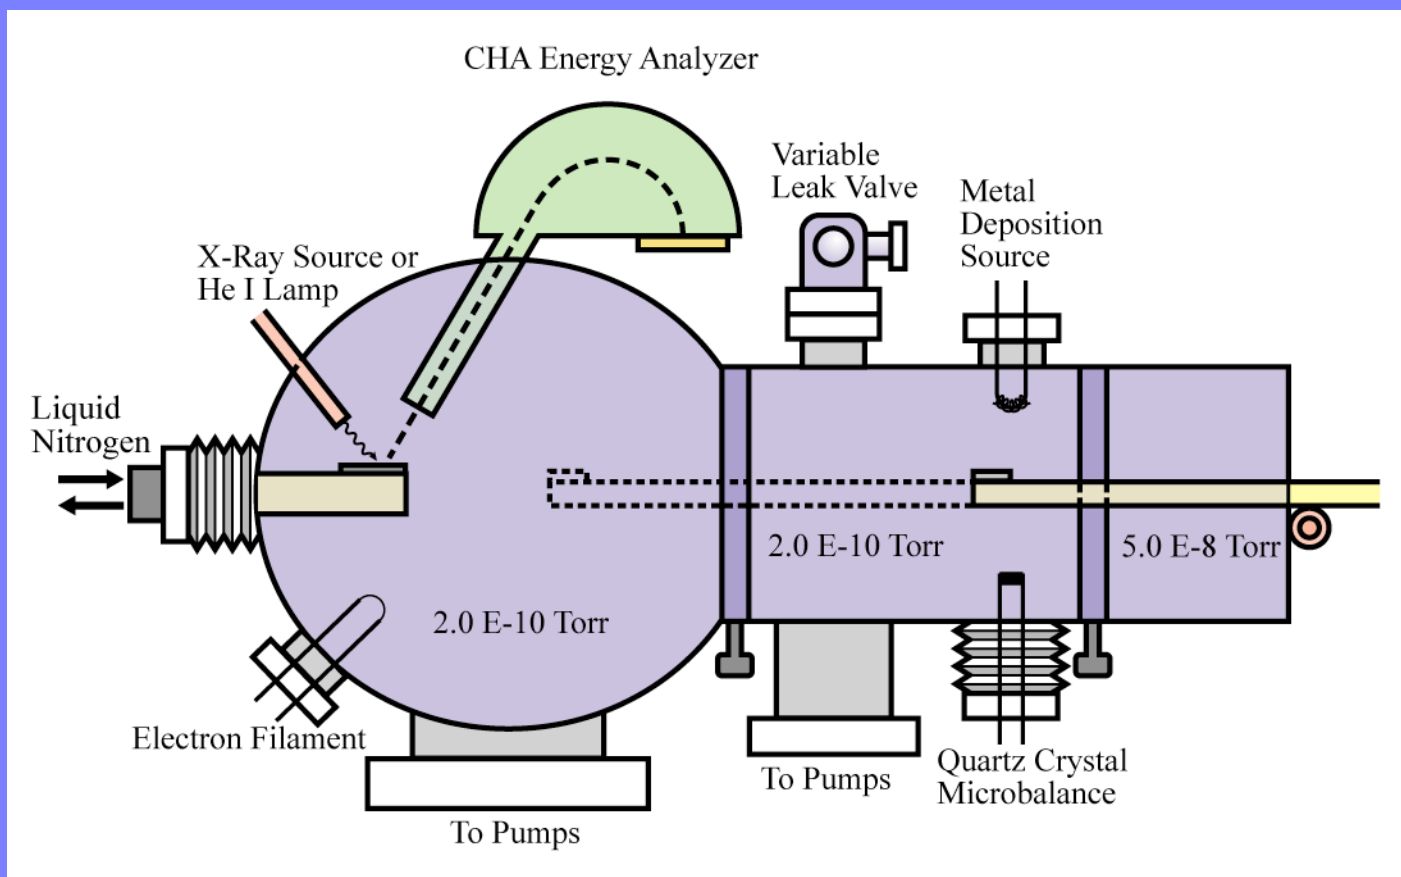 CHA Energy Analyzer
Variable
Leak Valve
Metal
Deposition
Source
X-Ray Source or
He I Lamp
Liquid
Nitrogen
2.0 E-10 Torr
5.0 E-8 Torr
2.0 E-10 Torr
Electron Filament
To Pumps
To Pumps
Quartz Crystal
Microbalance